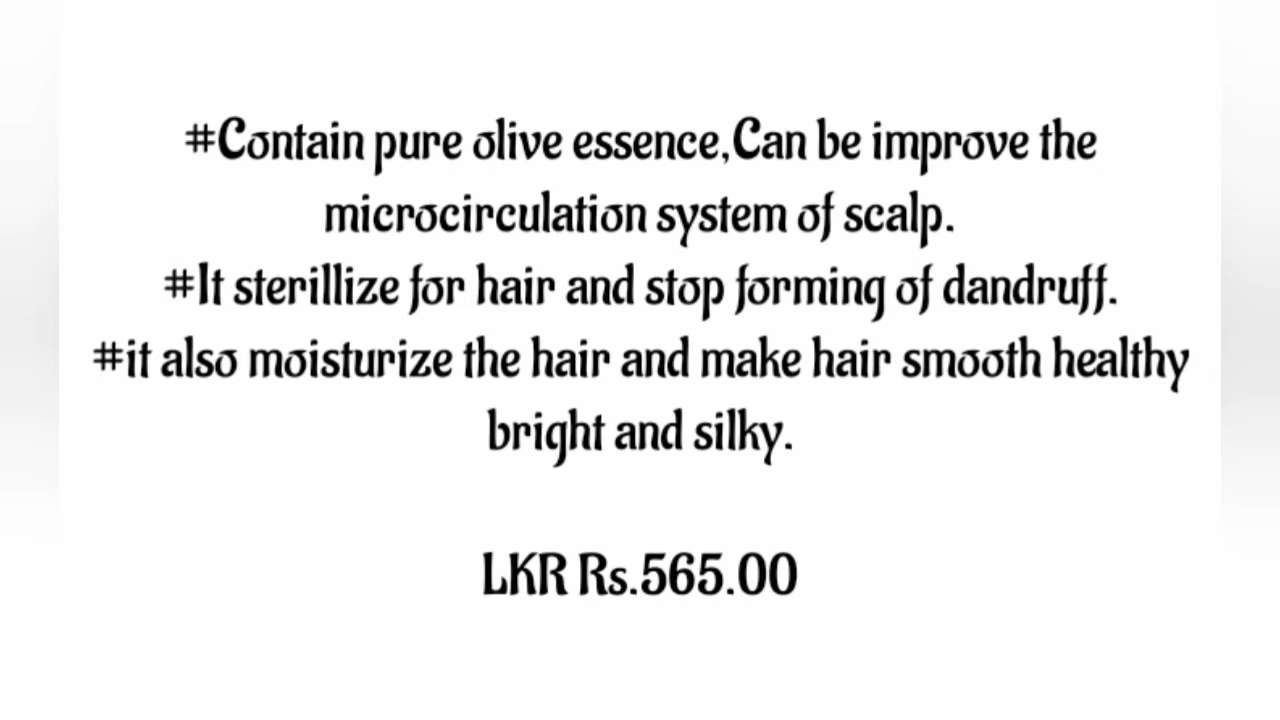 #Contain pure olive essence,Can be improve the
microcirculation system of scalp.
#It sterillize for hair and stop forming of dandruff.
#it also moisturize the hair and make hair smooth healthy
bright and silky.
LKR Rs.565.00